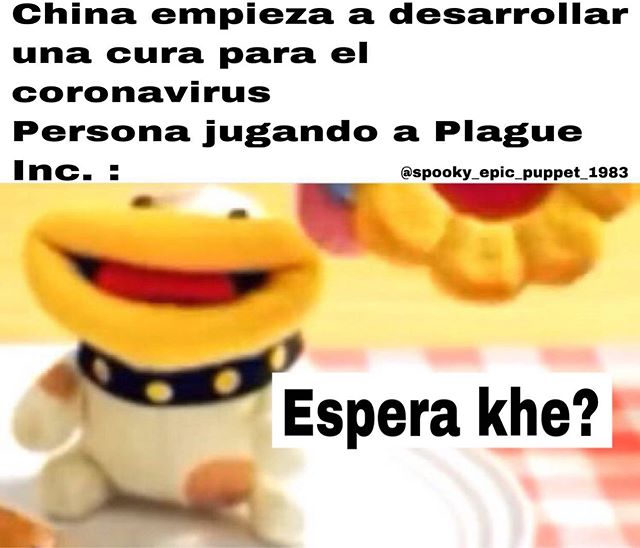 China empieza a desarrollar
una cura para el
coronavirus
Persona jugando a Plague
Inc. :
@spooky_epic_puppet_1983
Espera khe?